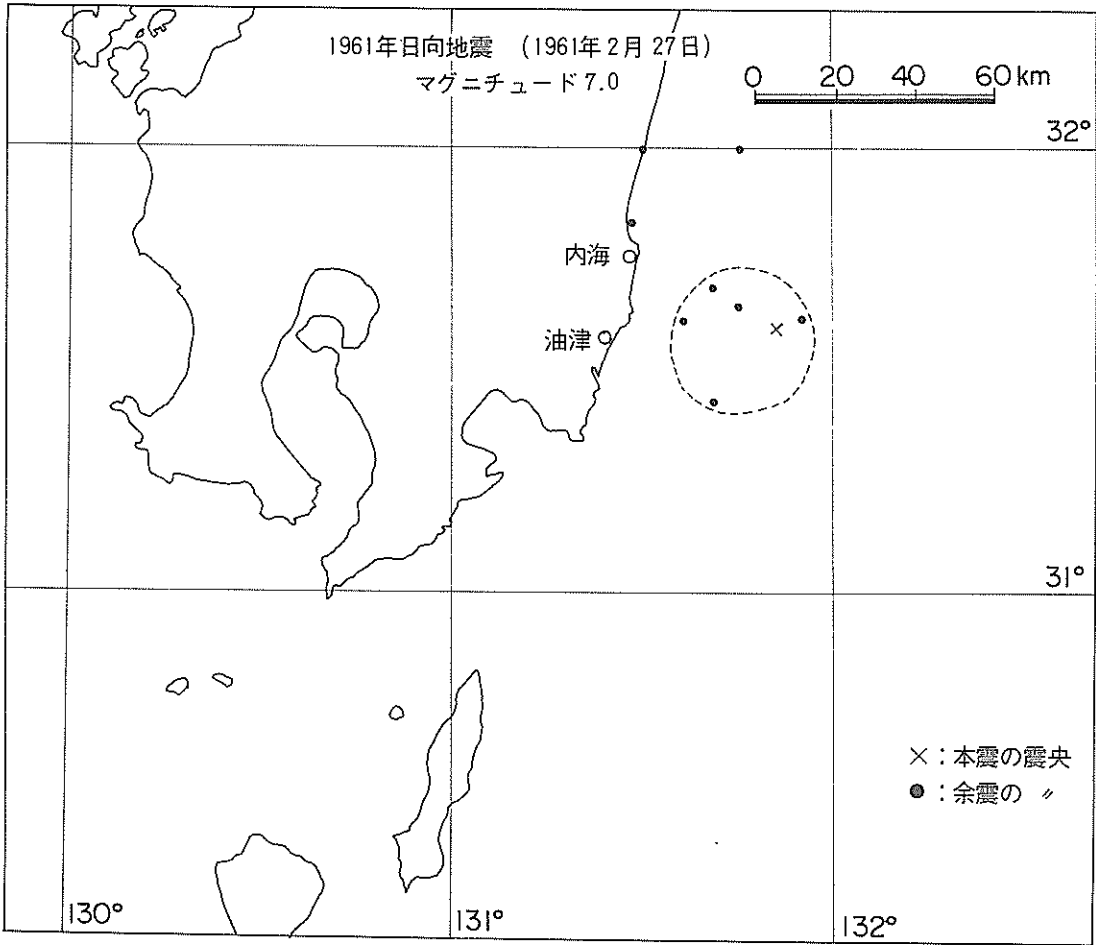 1961年日向地震 (1961年2月27日)
マグニチュード7.0
0 20 40 60 km
32°
内海
油津
31°
×:本震の震央
●:余震の 〃
130° 131° 132°